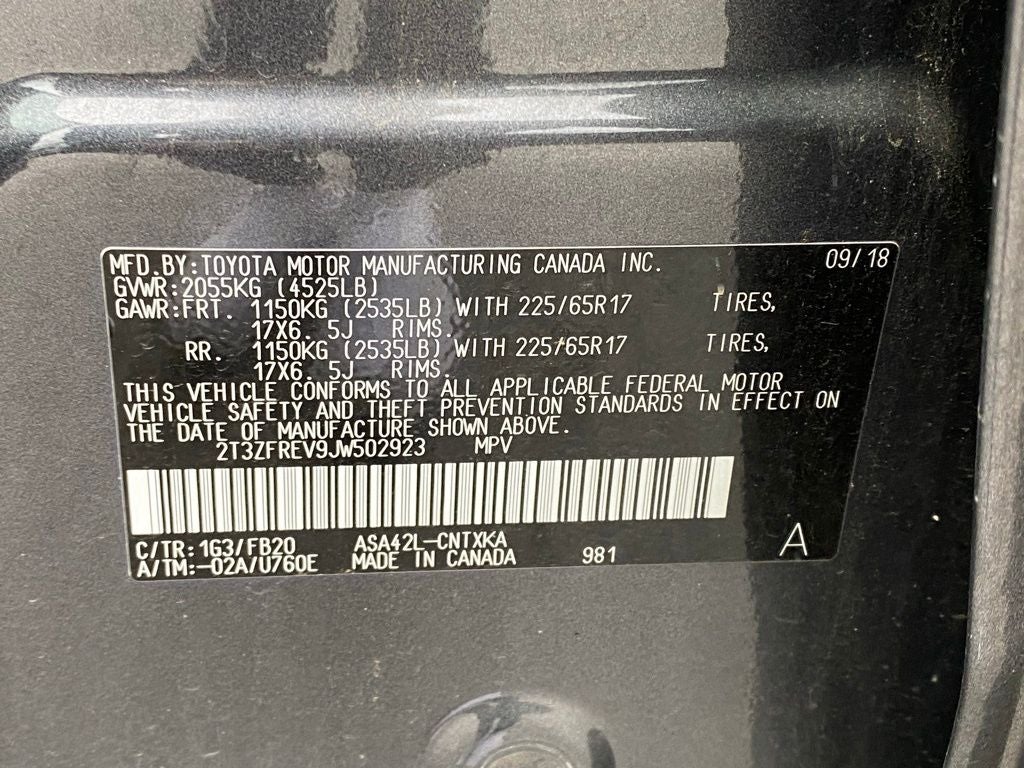 MFD.BY:TOYOTA MOTOR MANUFACTURING CANADA INC. 09/18
GVWR:2055KG (4525LB)
GAWR:FRT. 1150KG (2535LB) WITH 225/65R17 TIRES,
17X6. 5J RIMS.
RR. 1150KG (2535LB) WITH 225/65R17 TIRES,
17X6. 5J RIMS.
THIS VEHICLE CONFORMS TO ALL APPLICABLE FEDERAL MOTOR
VEHICLE SAFETY AND THEFT PREVENTION STANDARDS IN EFFECT ON
THE DATE OF MANUFACTURE SHOWN ABOVE.
2T3ZFREV9JW502923 MPV
C/TR:1G3/FB20 ASA42L-CNTXKA
A/TM:-02A/U760E MADE IN CANADA 981 A